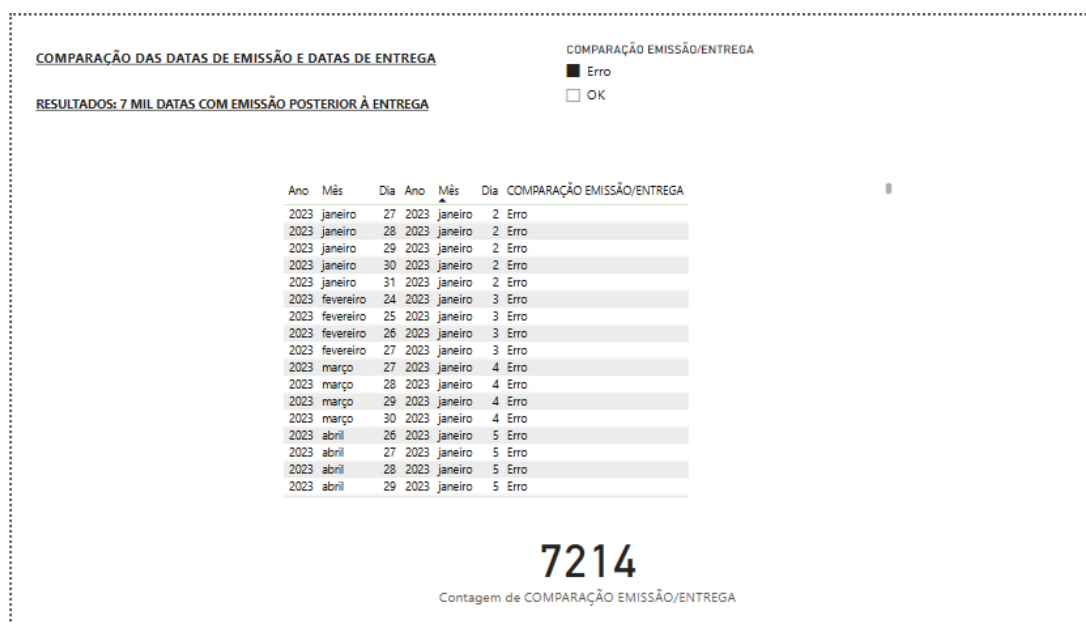 COMPARAÇÃO DAS DATAS DE EMISSÃO E DATAS DE ENTREGA
RESULTADOS: 7 MIL DATAS COM EMISSÃO POSTERIOR À ENTREGA
COMPARAÇÃO EMISSÃO/ENTREGA
Erro
OK
Ano Mês Dia Ano Mês Dia COMPARAÇÃO EMISSÃO/ENTREGA
2023 janeiro 27 2023 janeiro 2 Erro
2023 janeiro 28 2023 janeiro 2 Erro
2023 janeiro 29 2023 janeiro 2 Erro
2023 janeiro 30 2023 janeiro 2 Erro
2023 janeiro 31 2023 janeiro 2 Erro
2023 fevereiro 24 2023 janeiro 3 Erro
2023 fevereiro 25 2023 janeiro 3 Erro
2023 fevereiro 26 2023 janeiro 3 Erro
2023 fevereiro 27 2023 janeiro 3 Erro
2023 março 27 2023 janeiro 4 Erro
2023 março 28 2023 janeiro 4 Erro
2023 março 29 2023 janeiro 4 Erro
2023 março 30 2023 janeiro 4 Erro
2023 abril 26 2023 janeiro 5 Erro
2023 abril 27 2023 janeiro 5 Erro
2023 abril 28 2023 janeiro 5 Erro
2023 abril 29 2023 janeiro 5 Erro
7214
Contagem de COMPARAÇÃO EMISSÃO/ENTREGA